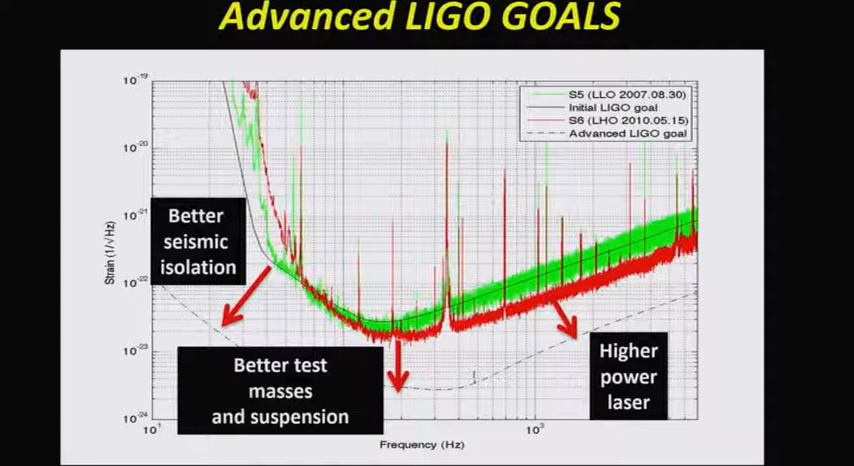 Advanced LIGO GOALS
S5 (LLO 2007.08.30)
Initial LIGO goal
S6 (LHO 2010.05.15)
Advanced LIGO goal
10^-19
10^-20
10^-21
10^-22
10^-23
10^-24
Strain (1/√Hz)
Better
seismic
isolation
Better test
masses
and suspension
Higher
power
laser
10^1
10^3
Frequency (Hz)